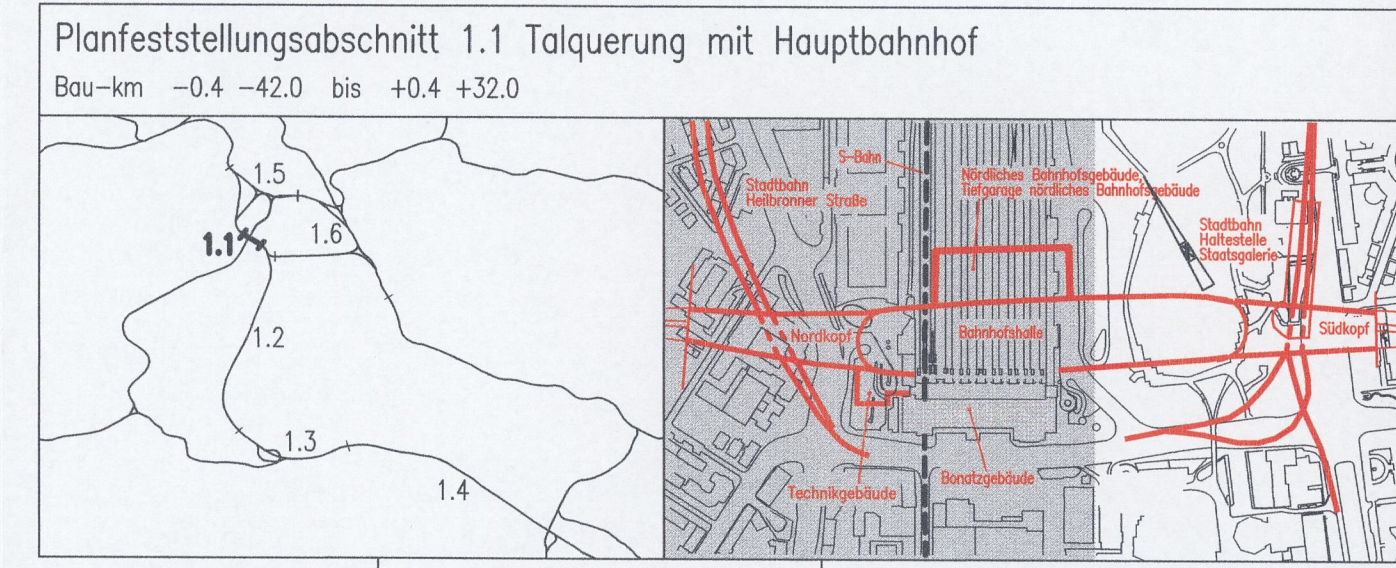 Planfeststellungsabschnitt 1.1 Talquerung mit Hauptbahnhof
Bau-km -0.4 -42.0 bis +0.4 +32.0
1.5
1.1
1.6
1.2
1.3
1.4
S-Bahn
Stadtbahn
Heilbronner Straße
Nördliches Bahnhofsgebäude,
Tiefgarage nördliches Bahnhofsgebäude
Stadtbahn
Haltestelle
Staatsgalerie
Nordkopf
Bahnhofshalle
Südkopf
Technikgebäude
Bonatzgebäude